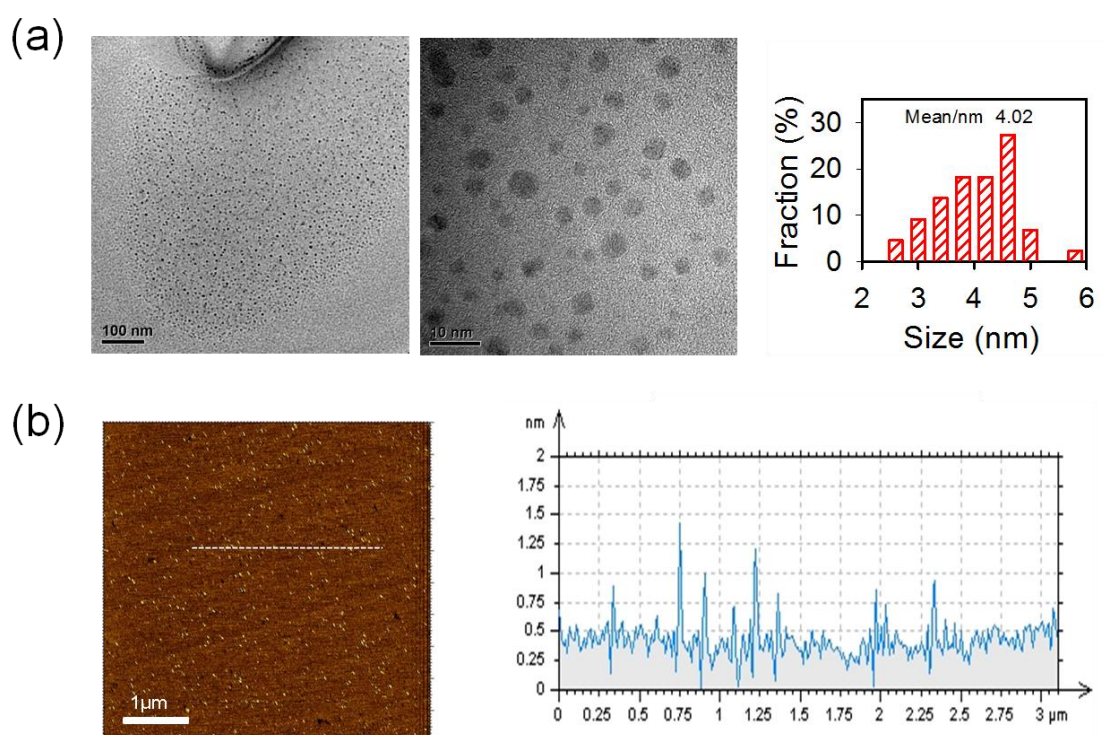 (a)
100 nm
10 nm
Mean/nm 4.02
Fraction (%)
30
20
10
0
2 3 4 5 6
Size (nm)
(b)
1μm
nm
2
1.75
1.5
1.25
1
0.75
0.5
0.25
0
0 0.25 0.5 0.75 1 1.25 1.5 1.75 2 2.25 2.5 2.75 3 μm